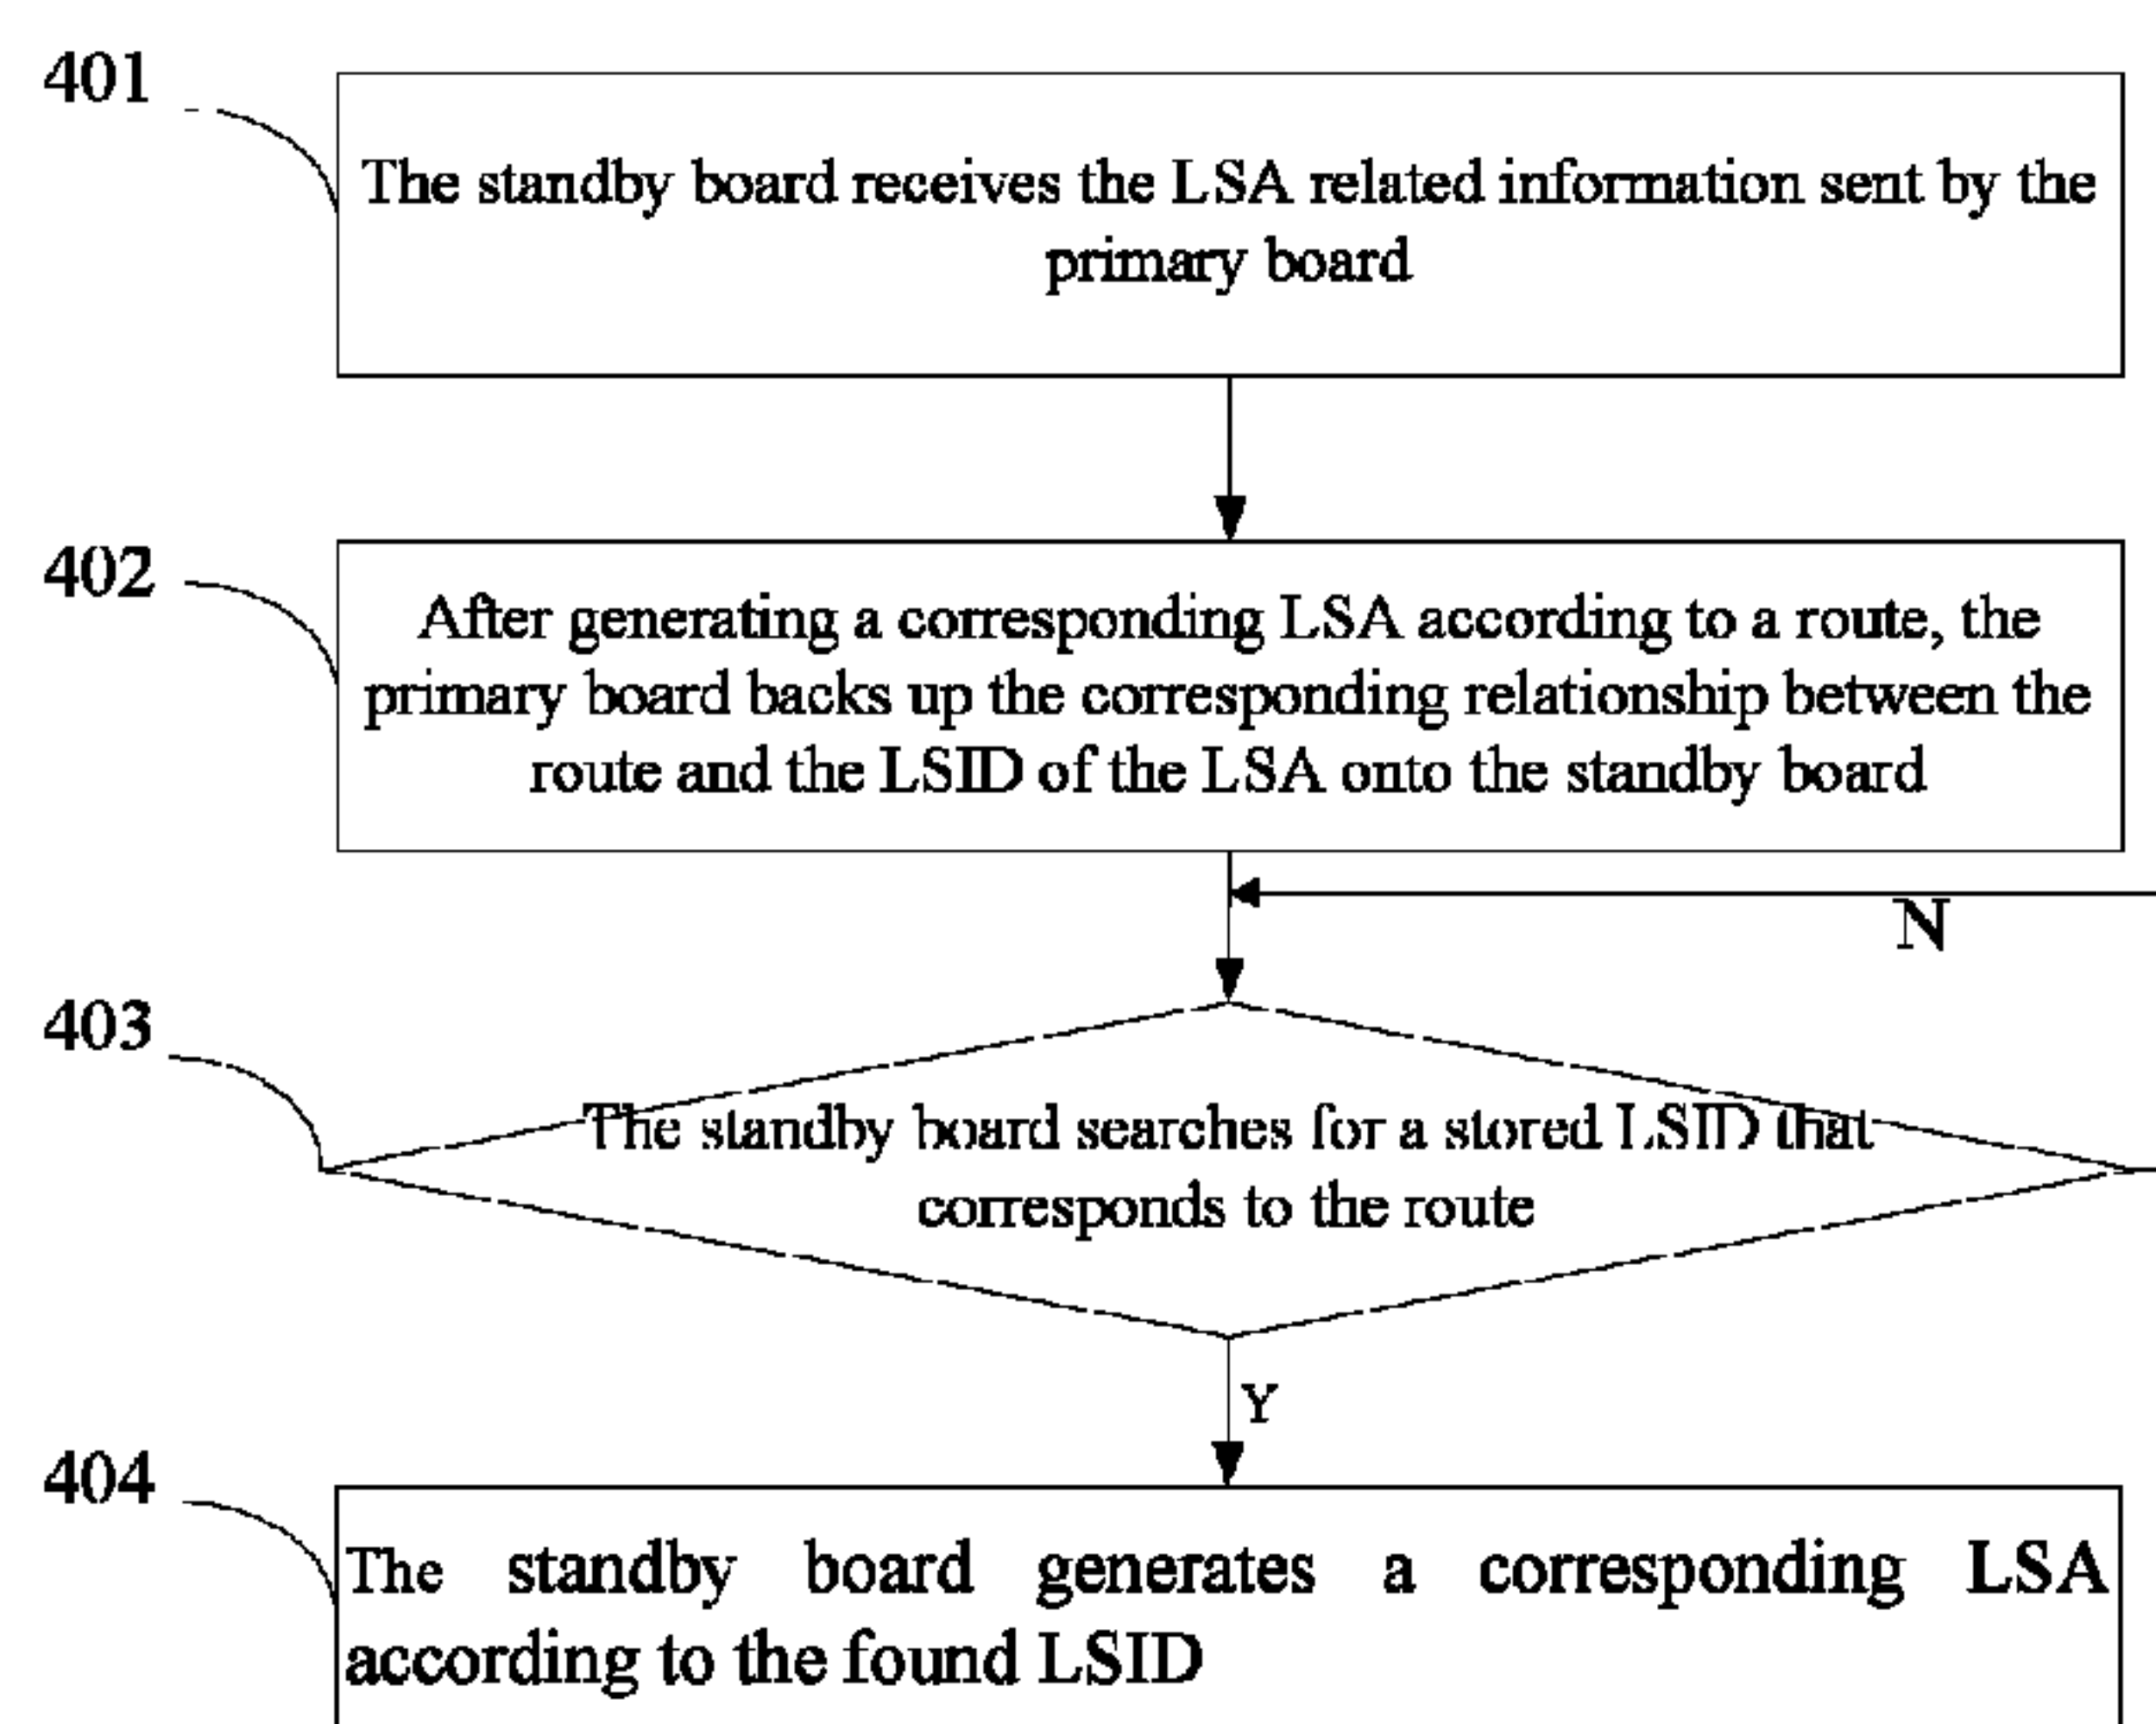 401
The standby board receives the LSA related information sent by the
primary board
402
After generating a corresponding LSA according to a route, the
primary board backs up the corresponding relationship between the
route and the LSID of the LSA onto the standby board
N
403
The standby board searches for a stored LSID that
corresponds to the route
Y
404
The standby board generates a corresponding LSA
according to the found LSID